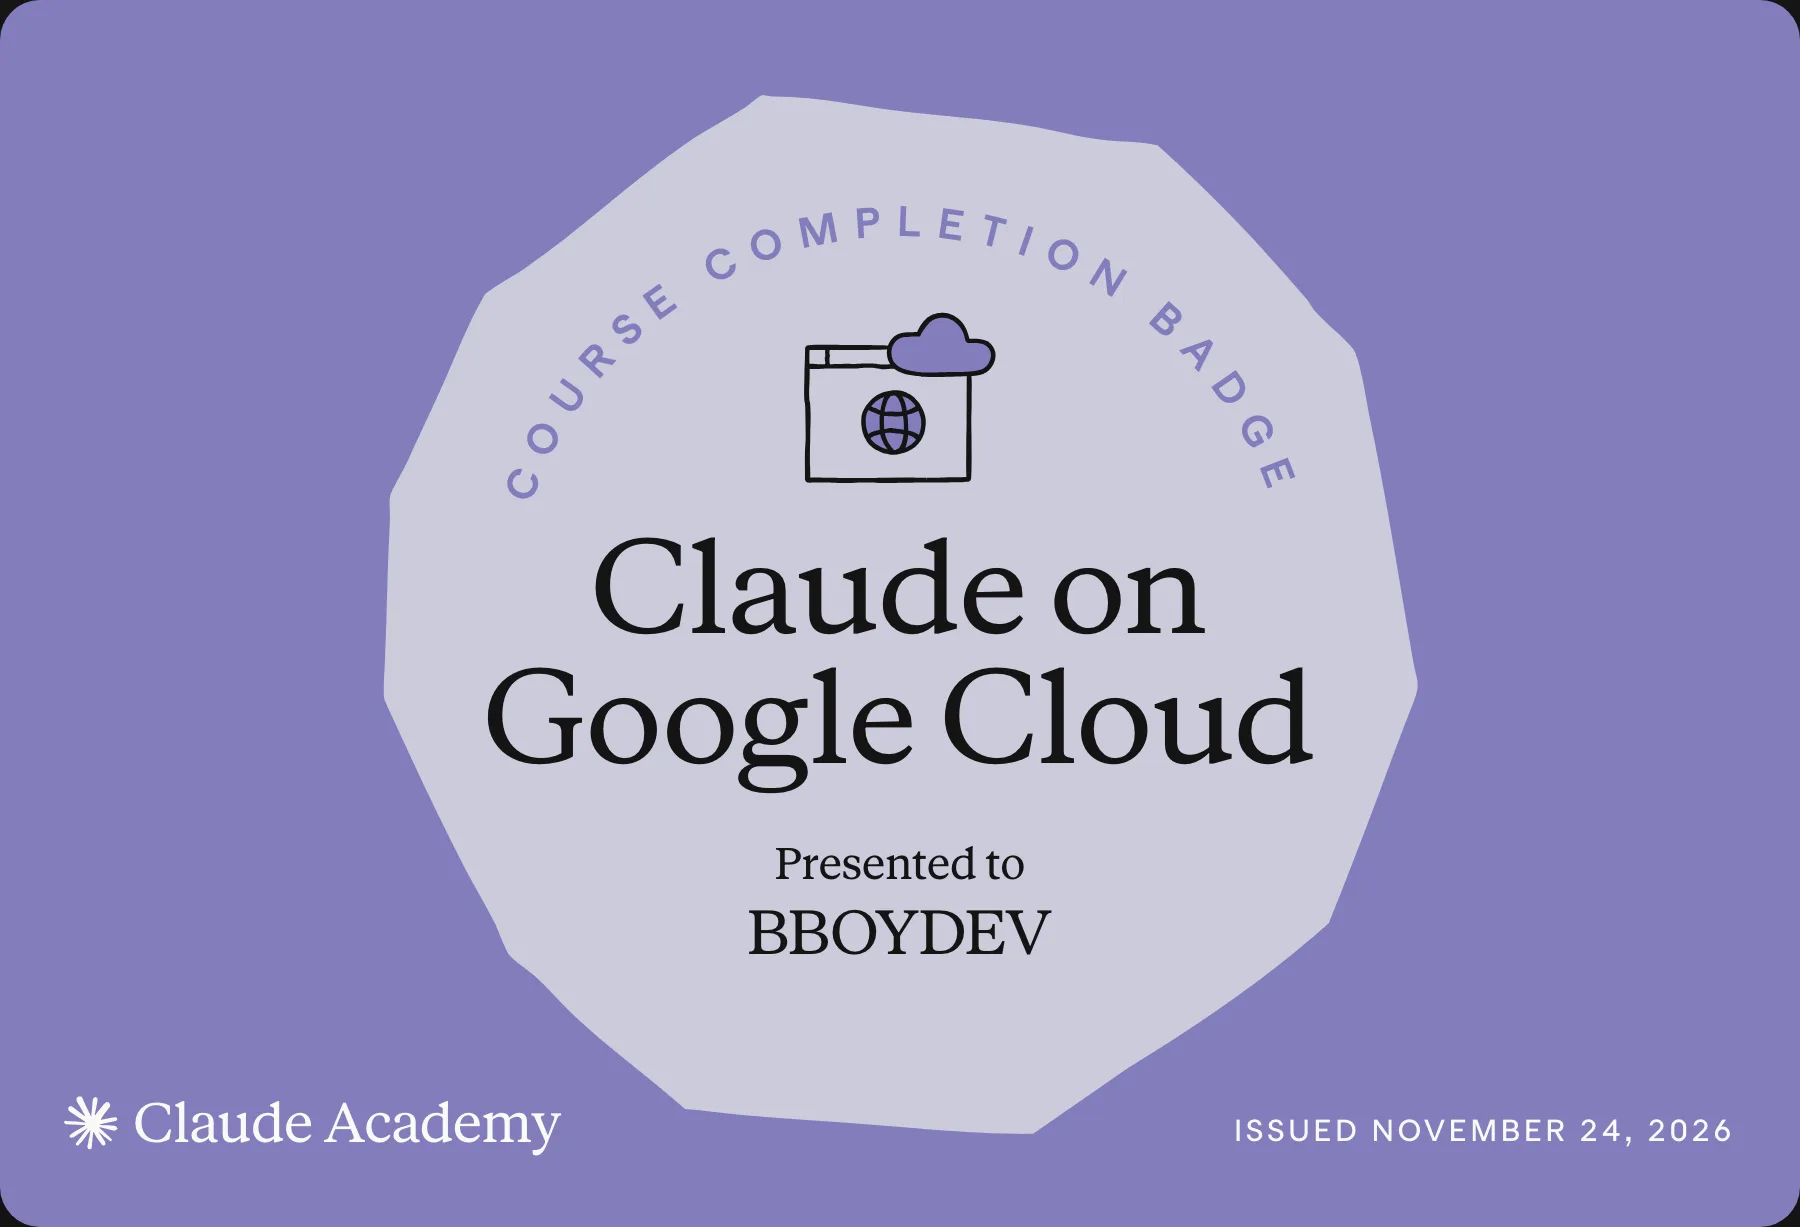 COURSE COMPLETION BADGE
Claude on
Google Cloud
Presented to
BBOYDEV
Claude Academy
ISSUED NOVEMBER 24, 2026